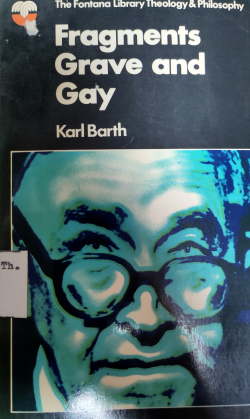 The Fontana Library Theology & Philosophy
Fragments
Grave and
Gay
Karl Barth
Th.